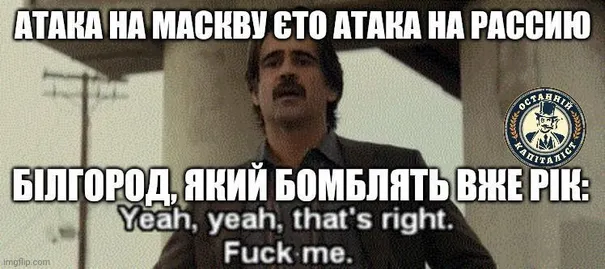 АТАКА НА МАСКВУ ЄТО АТАКА НА РАССИЮ
ОСТАННІЙ
КАПІТАЛІСТ
БІЛГОРОД, ЯКИЙ БОМБЛЯТЬ ВЖЕ РІК:
Yeah, yeah, that's right.
Fuck me.
imgflip.com